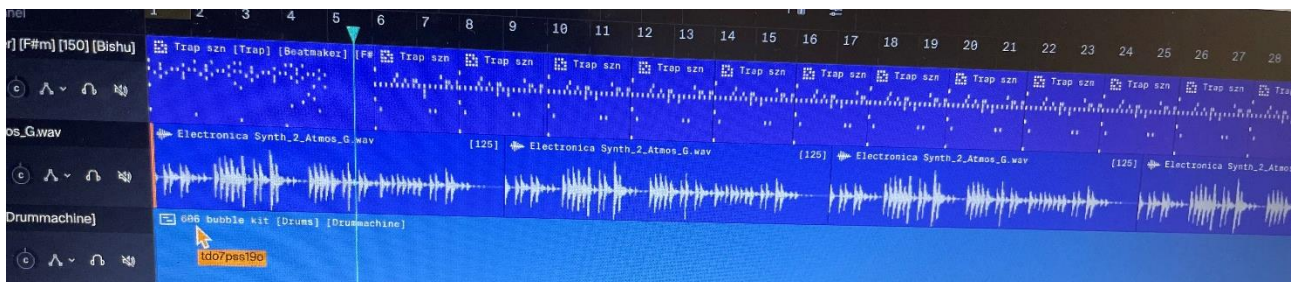 1 2 3 4 5 6 7 8 9 10 11 12 13 14 15 16 17 18 19 20 21 22 23 24 25 26 27 28
[F#m] [150] [Bishu]
Trap szn [Trap] [Beatmaker] [F# Trap szn Trap szn Trap szn Trap szn Trap szn Trap szn Trap szn Trap szn Trap szn Trap szn Trap szn
os_G.wav
Electronica Synth_2_Atmos_G.wav [125] Electronica Synth_2_Atmos_G.wav [125] Electronica Synth_2_Atmos_G.wav [125] Electronica Synth_2_Atmos
Drummachine]
606 bubble kit [Drums] [Drummachine]
tdo7pss19o